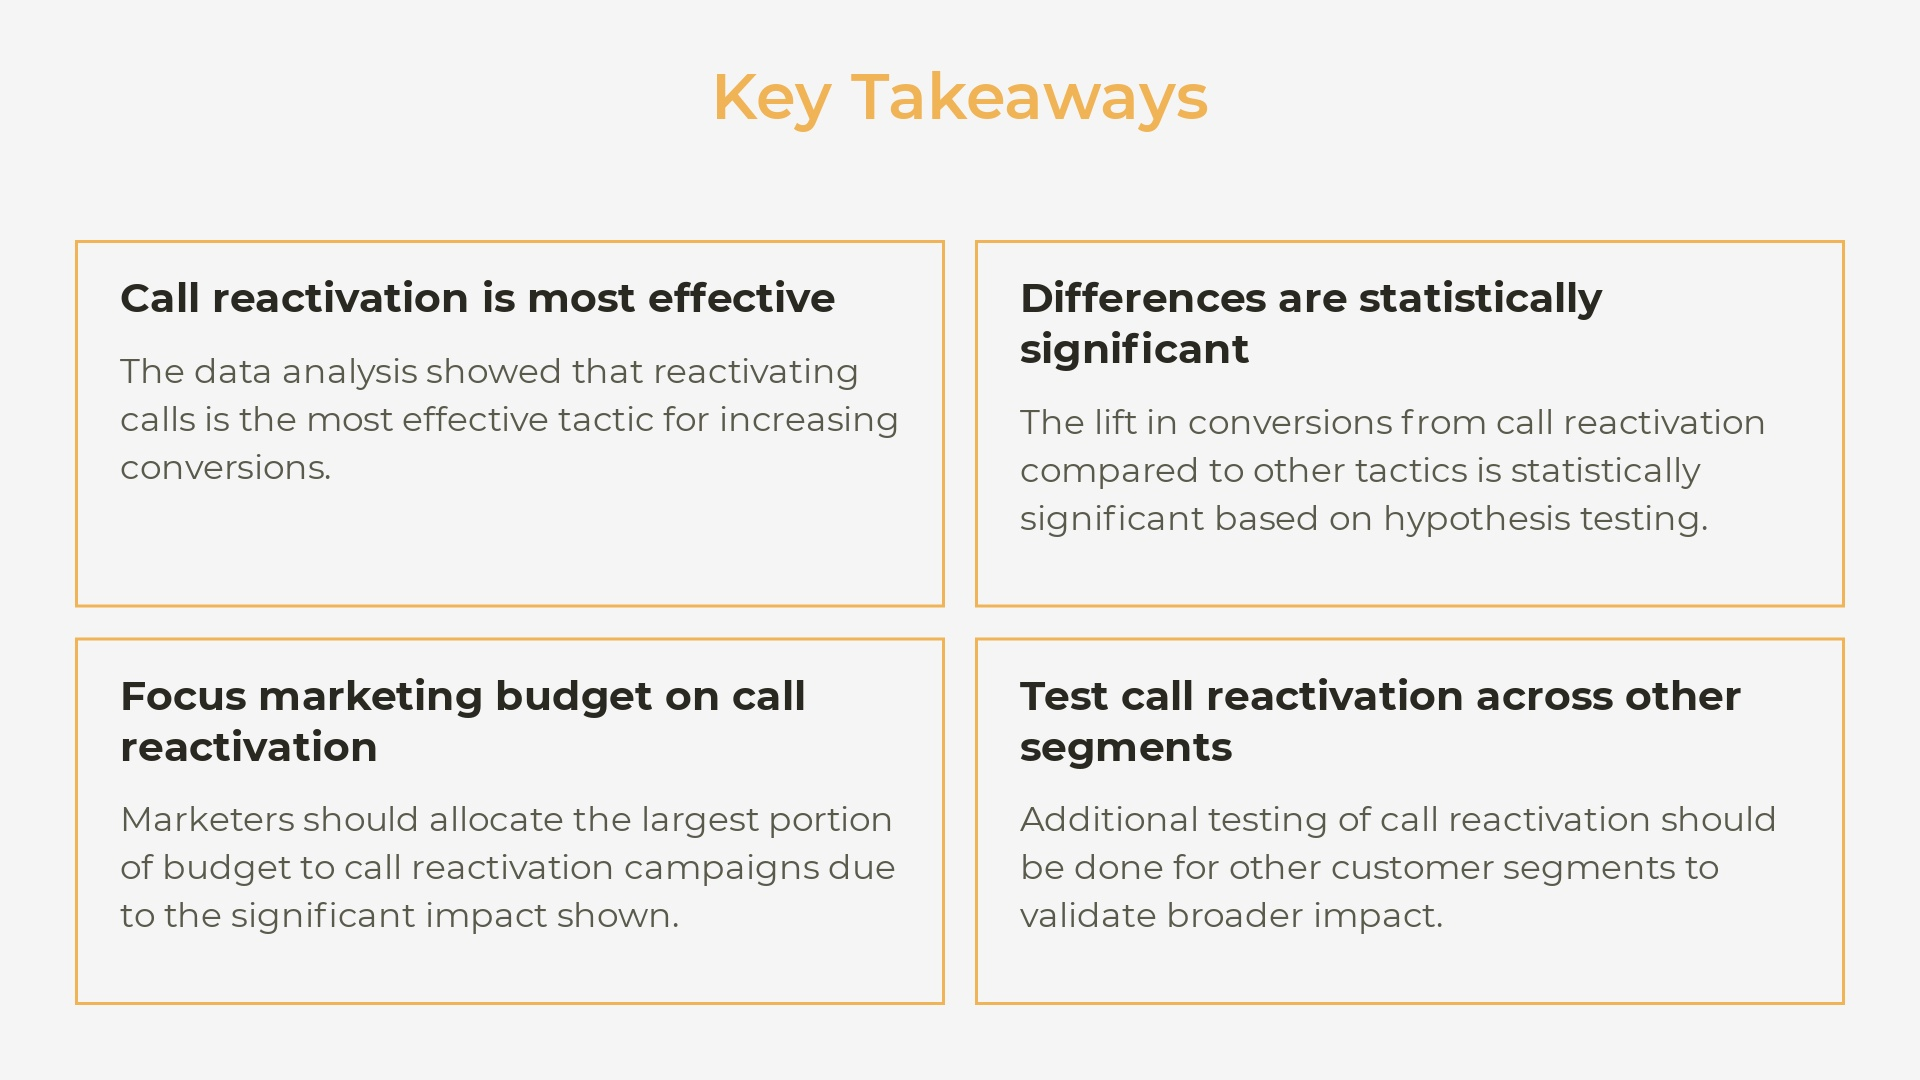 Key Takeaways
Call reactivation is most effective
The data analysis showed that reactivating
calls is the most effective tactic for increasing
conversions.
Differences are statistically
significant
The lift in conversions from call reactivation
compared to other tactics is statistically
significant based on hypothesis testing.
Focus marketing budget on call
reactivation
Marketers should allocate the largest portion
of budget to call reactivation campaigns due
to the significant impact shown.
Test call reactivation across other
segments
Additional testing of call reactivation should
be done for other customer segments to
validate broader impact.